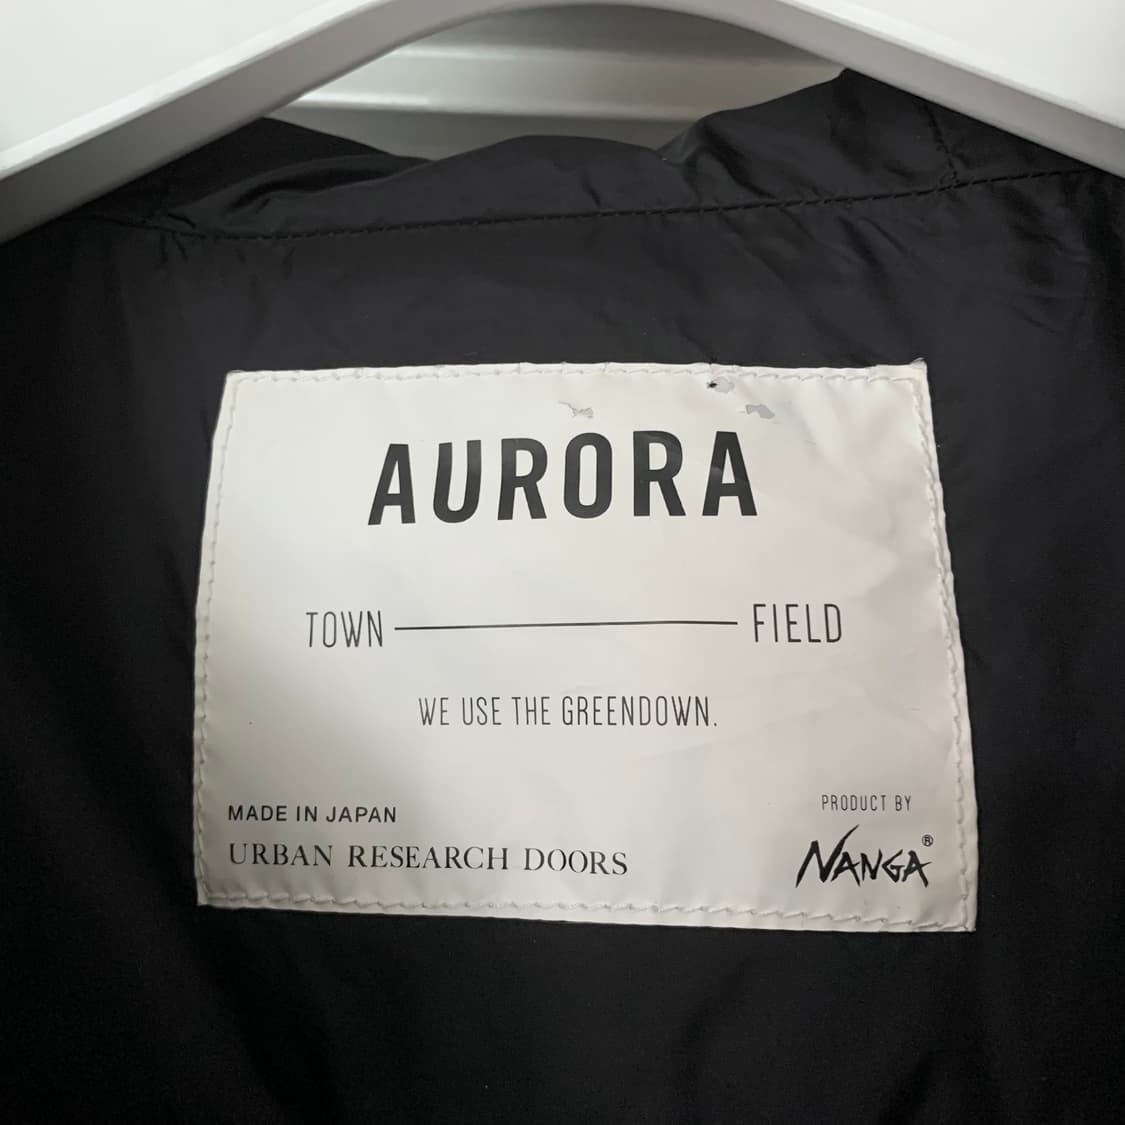 AURORA
TOWN FIELD
WE USE THE GREENDOWN.
MADE IN JAPAN
URBAN RESEARCH DOORS
PRODUCT BY
NANGA®